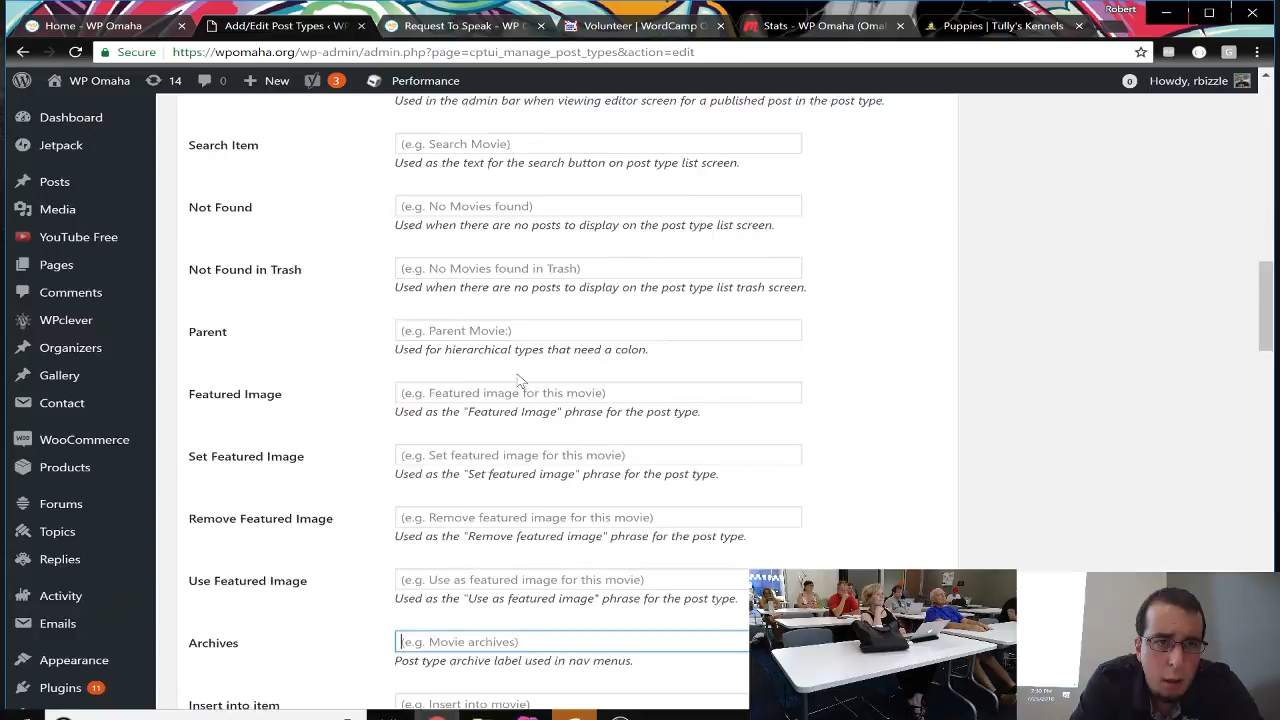 Robert
Home - WP Omaha
Add/Edit Post Types ‹ WP
Request To Speak - WP O
Volunteer | WordCamp O
Stats - WP Omaha (Omal
Puppies | Tully's Kennels
Secure https://wpomaha.org/wp-admin/admin.php?page=cptui_manage_post_types&action=edit
WP Omaha 14 0 New 3 Performance 0 Howdy, rbizzle
Dashboard
Jetpack
Posts
Media
YouTube Free
Pages
Comments
WPclever
Organizers
Gallery
Contact
WooCommerce
Products
Forums
Topics
Replies
Activity
Emails
Appearance
Plugins 11
Used in the admin bar when viewing editor screen for a published post in the post type.
Search Item (e.g. Search Movie)
Used as the text for the search button on post type list screen.
Not Found (e.g. No Movies found)
Used when there are no posts to display on the post type list screen.
Not Found in Trash (e.g. No Movies found in Trash)
Used when there are no posts to display on the post type list trash screen.
Parent (e.g. Parent Movie:)
Used for hierarchical types that need a colon.
Featured Image (e.g. Featured image for this movie)
Used as the "Featured Image" phrase for the post type.
Set Featured Image (e.g. Set featured image for this movie)
Used as the "Set featured image" phrase for the post type.
Remove Featured Image (e.g. Remove featured image for this movie)
Used as the "Remove featured image" phrase for the post type.
Use Featured Image (e.g. Use as featured image for this movie)
Used as the "Use as featured image" phrase for the post type.
Archives (e.g. Movie archives)
Post type archive label used in nav menus.
Insert into item (e.g. Insert into movie)
7:30 PM